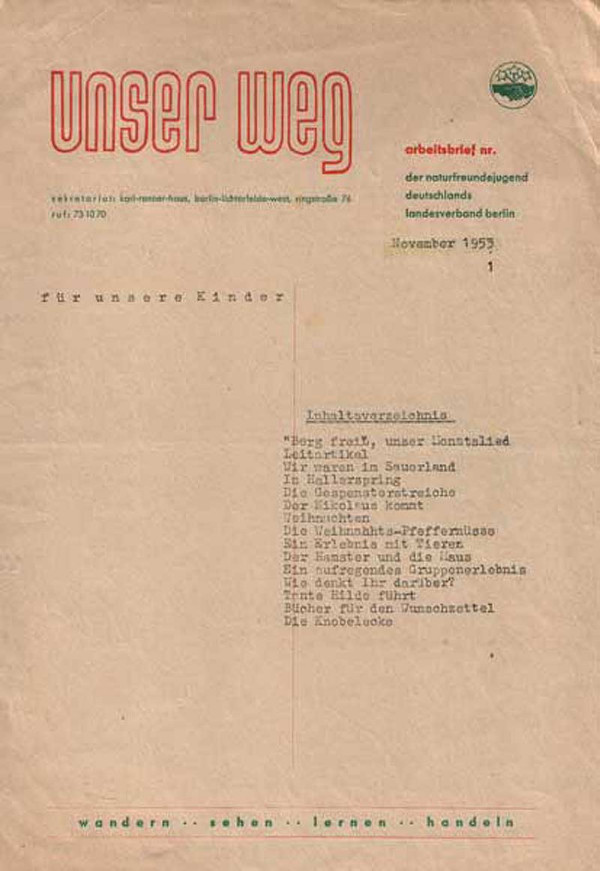 unser weg
arbeitsbrief nr.
der naturfreundejugend
deutschlands
landesverband berlin
sekretariat: karl-renner-haus, berlin-lichterfelde-west, ringstraße 76
ruf: 73 10 70
November 1953
1
für unsere Kinder
Inhaltsverzeichnis
"Berg frei", unser Monatslied
Leitartikel
Wir waren im Sauerland
In Hallerspring
Die Gespensterstreiche
Der Nikolaus kommt
Weihnachten
Die Weihnahhts-Pfeffernüsse
Ein Erlebnis mit Tieren
Der Hamster und die Maus
Ein aufregendes Gruppenerlebnis
Wie denkt Ihr darüber?
Tante Hilde führt
Bücher für den Wunschzettel
Die Knobelecke
wandern ·· sehen ·· lernen ·· handeln